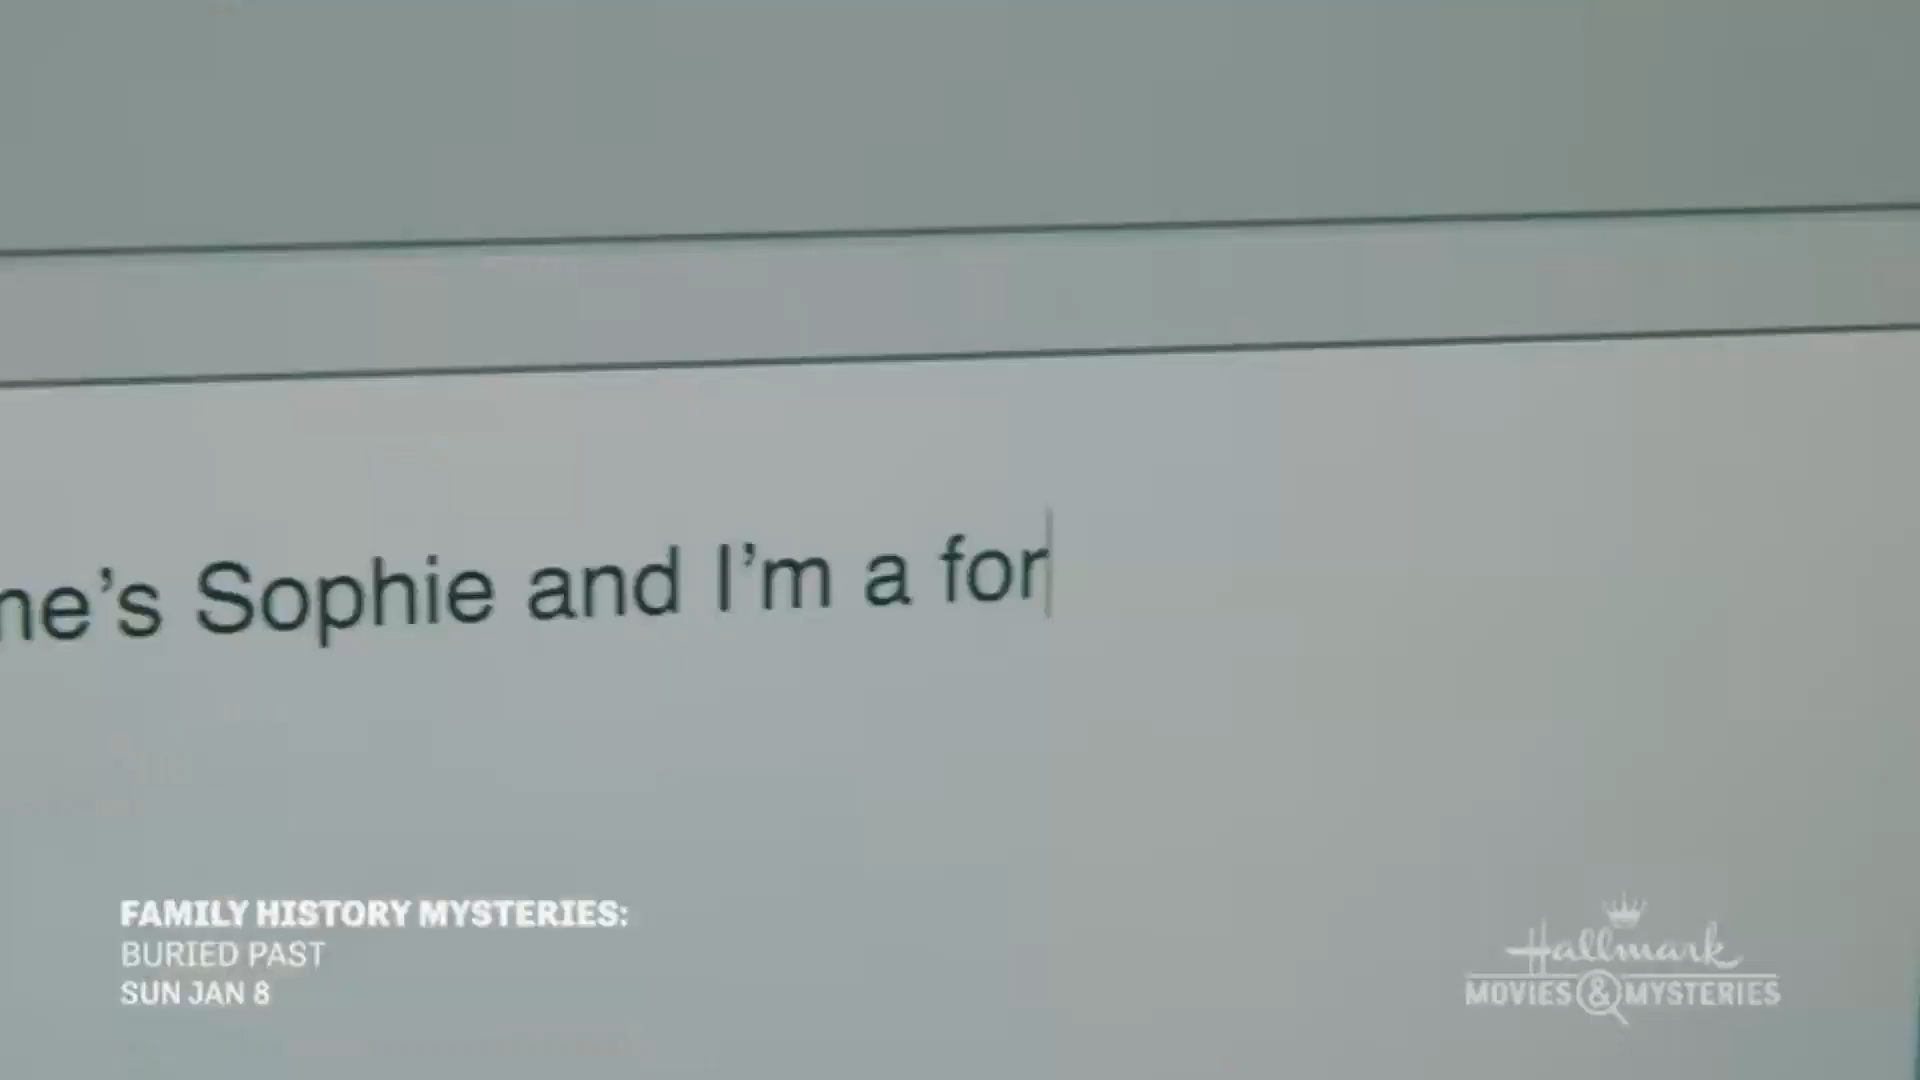 ne’s Sophie and I’m a for
FAMILY HISTORY MYSTERIES:
BURIED PAST
SUN JAN 8
Hallmark
MOVIES & MYSTERIES